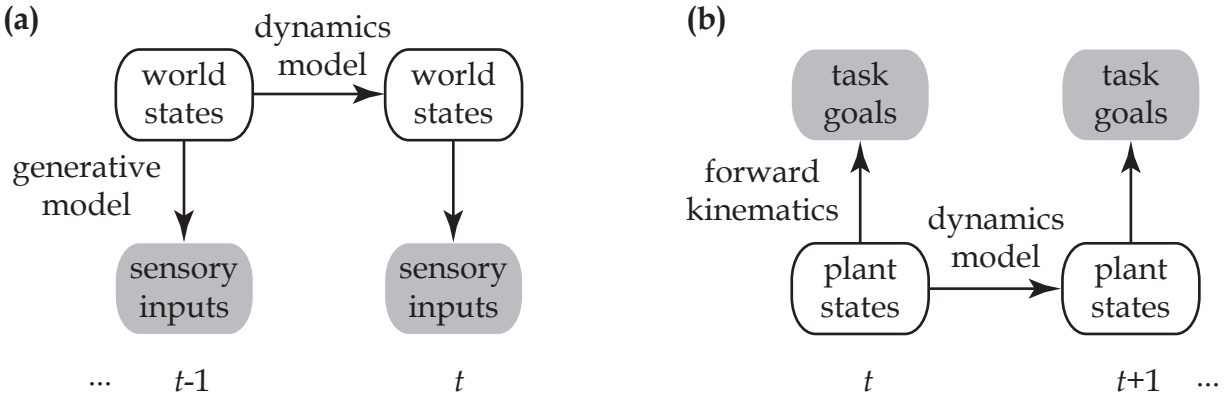 (a)
dynamics
model
world
states
world
states
generative
model
sensory
inputs
sensory
inputs
... t-1 t
(b)
task
goals
task
goals
forward
kinematics
dynamics
model
plant
states
plant
states
t t+1 ...